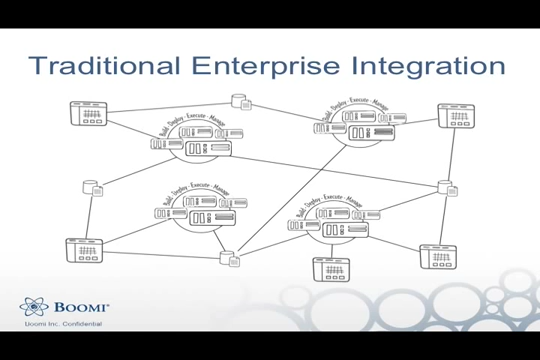 Traditional Enterprise Integration
Build - Deploy - Execute - Manage
Build - Deploy - Execute - Manage
Build - Deploy - Execute - Manage
Build - Deploy - Execute - Manage
BOOMI
Boomi Inc. Confidential